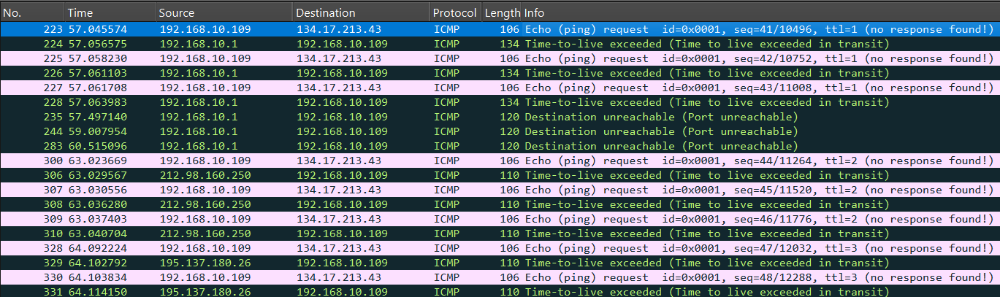 No. Time Source Destination Protocol Length Info
223 57.045574 192.168.10.109 134.17.213.43 ICMP 106 Echo (ping) request id=0x0001, seq=41/10496, ttl=1 (no response found!)
224 57.056575 192.168.10.1 192.168.10.109 ICMP 134 Time-to-live exceeded (Time to live exceeded in transit)
225 57.058230 192.168.10.109 134.17.213.43 ICMP 106 Echo (ping) request id=0x0001, seq=42/10752, ttl=1 (no response found!)
226 57.061103 192.168.10.1 192.168.10.109 ICMP 134 Time-to-live exceeded (Time to live exceeded in transit)
227 57.061708 192.168.10.109 134.17.213.43 ICMP 106 Echo (ping) request id=0x0001, seq=43/11008, ttl=1 (no response found!)
228 57.063983 192.168.10.1 192.168.10.109 ICMP 134 Time-to-live exceeded (Time to live exceeded in transit)
235 57.497140 192.168.10.1 192.168.10.109 ICMP 120 Destination unreachable (Port unreachable)
244 59.007954 192.168.10.1 192.168.10.109 ICMP 120 Destination unreachable (Port unreachable)
283 60.515096 192.168.10.1 192.168.10.109 ICMP 120 Destination unreachable (Port unreachable)
300 63.023669 192.168.10.109 134.17.213.43 ICMP 106 Echo (ping) request id=0x0001, seq=44/11264, ttl=2 (no response found!)
306 63.029567 212.98.160.250 192.168.10.109 ICMP 110 Time-to-live exceeded (Time to live exceeded in transit)
307 63.030556 192.168.10.109 134.17.213.43 ICMP 106 Echo (ping) request id=0x0001, seq=45/11520, ttl=2 (no response found!)
308 63.036280 212.98.160.250 192.168.10.109 ICMP 110 Time-to-live exceeded (Time to live exceeded in transit)
309 63.037403 192.168.10.109 134.17.213.43 ICMP 106 Echo (ping) request id=0x0001, seq=46/11776, ttl=2 (no response found!)
310 63.040704 212.98.160.250 192.168.10.109 ICMP 110 Time-to-live exceeded (Time to live exceeded in transit)
328 64.092224 192.168.10.109 134.17.213.43 ICMP 106 Echo (ping) request id=0x0001, seq=47/12032, ttl=3 (no response found!)
329 64.102792 195.137.180.26 192.168.10.109 ICMP 110 Time-to-live exceeded (Time to live exceeded in transit)
330 64.103834 192.168.10.109 134.17.213.43 ICMP 106 Echo (ping) request id=0x0001, seq=48/12288, ttl=3 (no response found!)
331 64.114150 195.137.180.26 192.168.10.109 ICMP 110 Time-to-live exceeded (Time to live exceeded in transit)